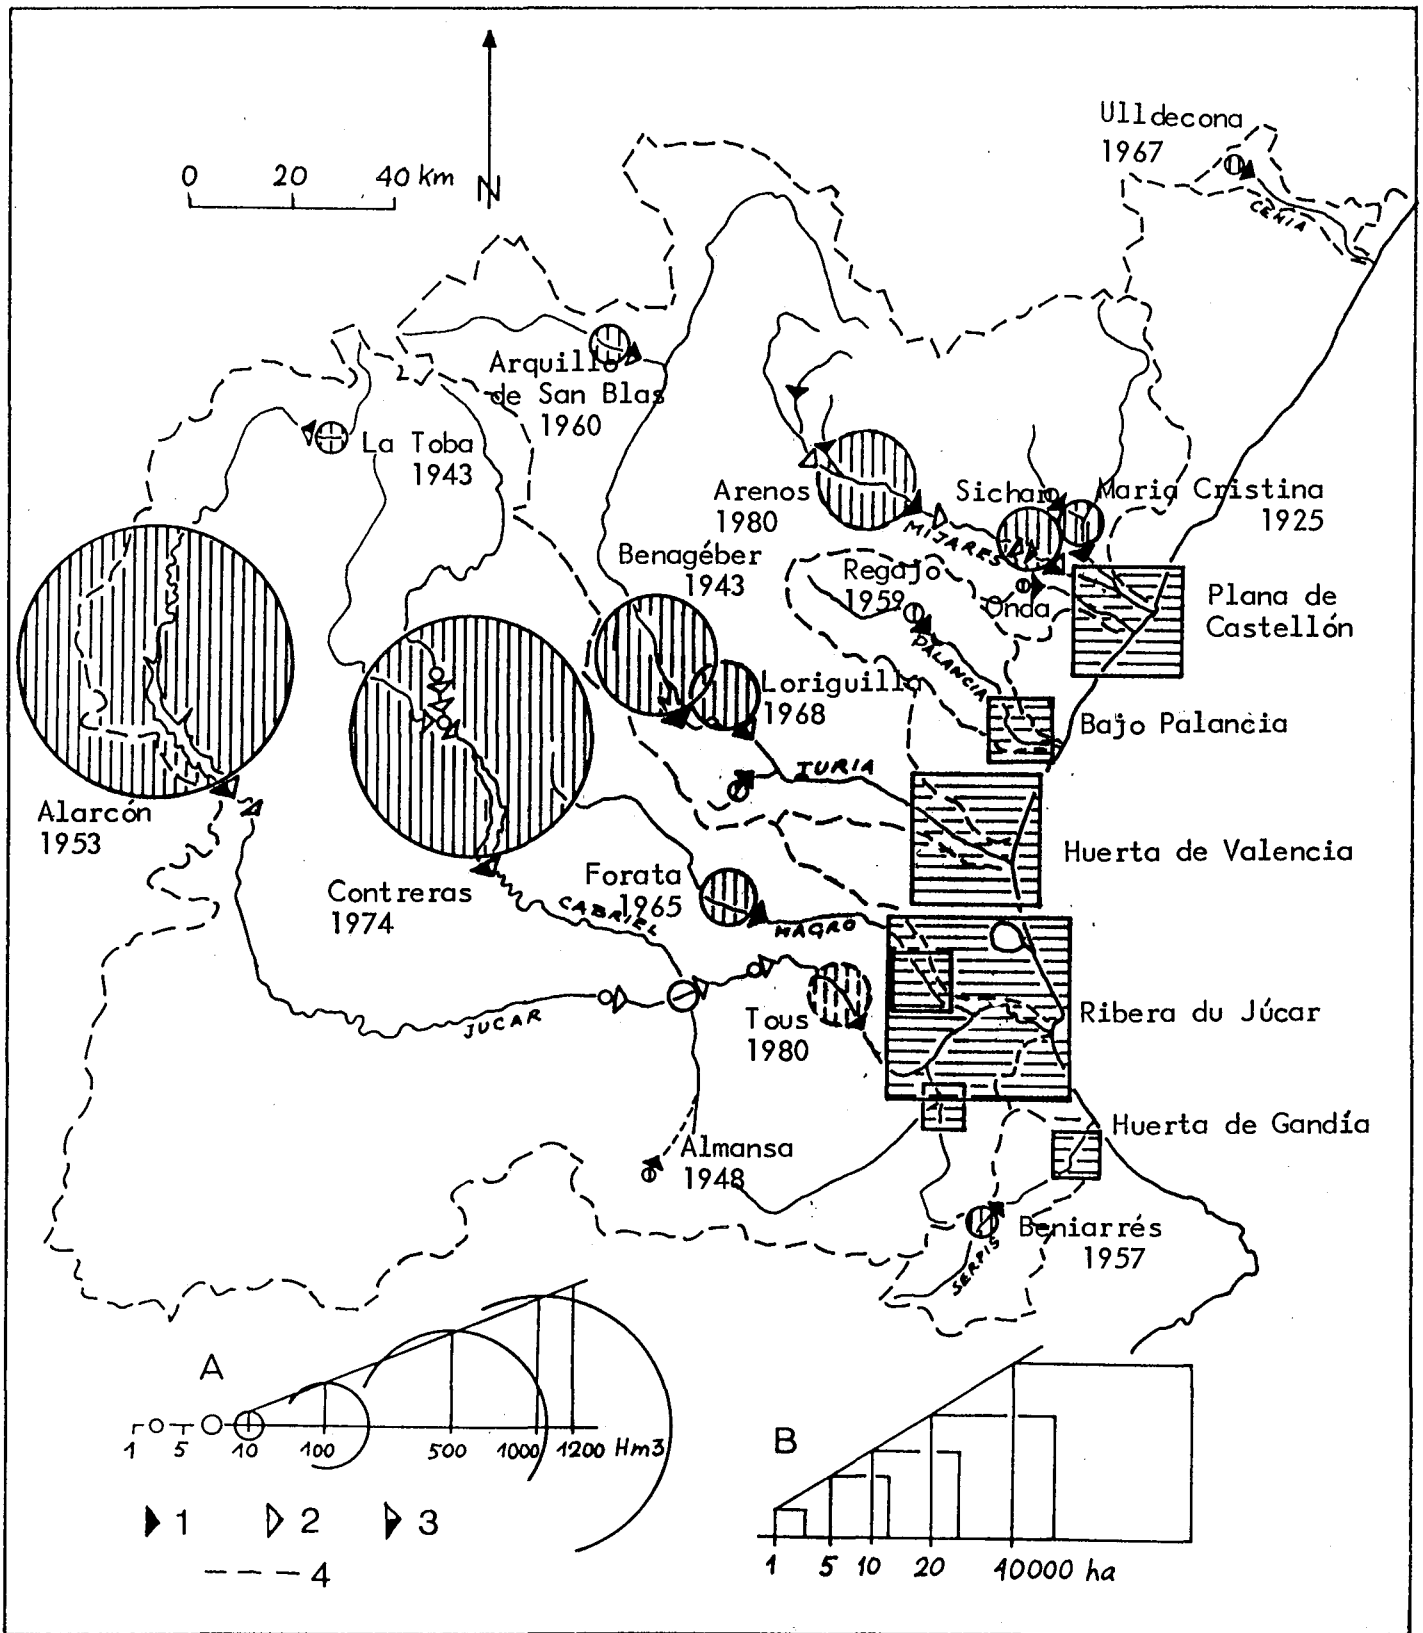 Ulldecona
1967
0 20 40 km
N
CENIA
Arquillo
de San Blas
1960
La Toba
1943
Arenos
1980
Sichar
Maria Cristina
1925
MIJARES
Benagéber
1943
Regajo
1959
Onda
Plana de
Castellón
PALANCIA
Loriguilla
1968
Bajo Palancia
TURIA
Alarcón
1953
Huerta de Valencia
Contreras
1974
Forata
1965
CABRIEL
MAGRO
JUCAR
Tous
1980
Ribera du Júcar
Huerta de Gandía
Almansa
1948
Beniarrés
1957
SERPIS
A
1 5 10 100 500 1000 1200 Hm3
B
1 5 10 20 40000 ha
1 2 3
4